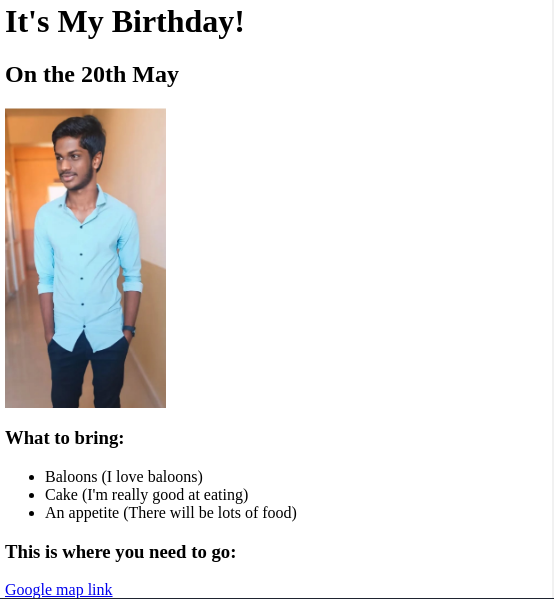 It's My Birthday!
On the 20th May
What to bring:
Baloons (I love baloons)
Cake (I'm really good at eating)
An appetite (There will be lots of food)
This is where you need to go:
Google map link